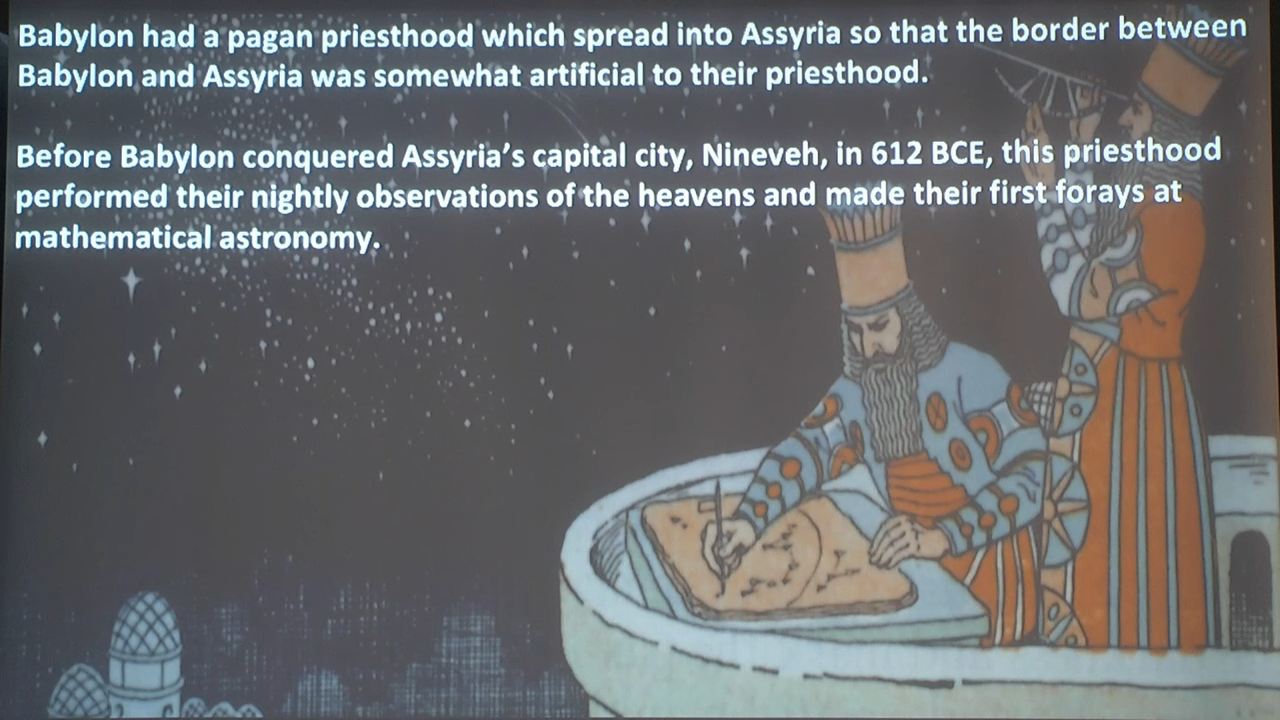 Babylon had a pagan priesthood which spread into Assyria so that the border between
Babylon and Assyria was somewhat artificial to their priesthood.
Before Babylon conquered Assyria’s capital city, Nineveh, in 612 BCE, this priesthood
performed their nightly observations of the heavens and made their first forays at
mathematical astronomy.